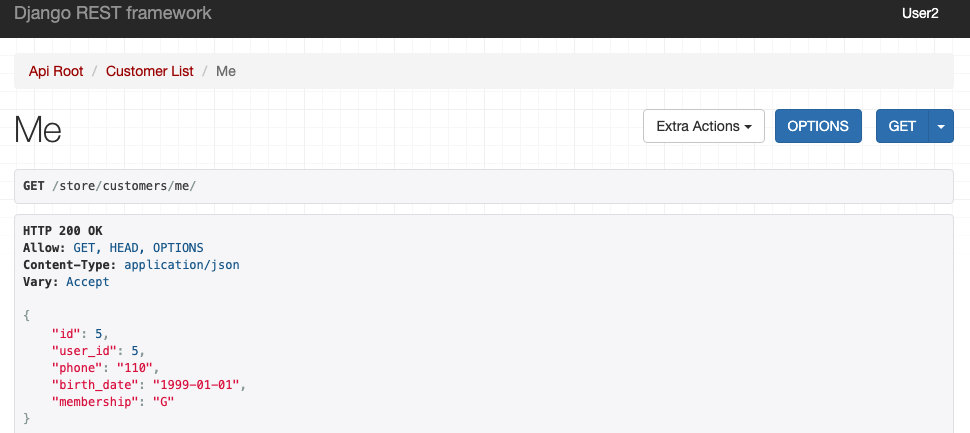 Django REST framework
User2
Api Root / Customer List / Me
Me
Extra Actions
OPTIONS
GET
GET /store/customers/me/
HTTP 200 OK
Allow: GET, HEAD, OPTIONS
Content-Type: application/json
Vary: Accept
{
    "id": 5,
    "user_id": 5,
    "phone": "110",
    "birth_date": "1999-01-01",
    "membership": "G"
}